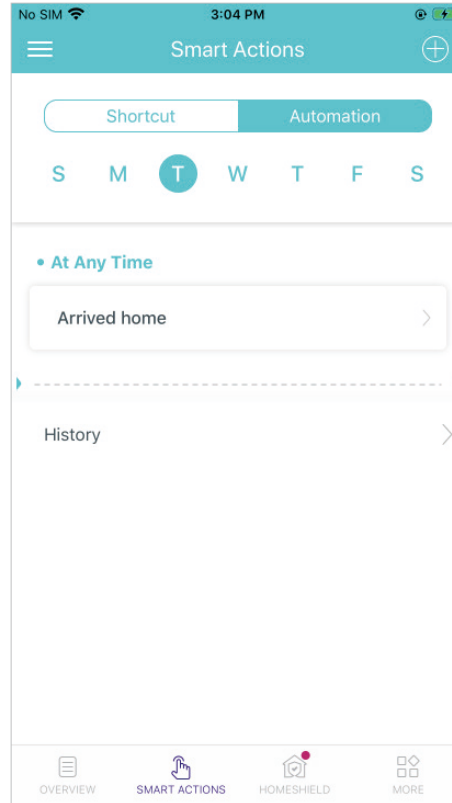 No SIM 3:04 PM
Smart Actions
Shortcut Automation
S M T W T F S
• At Any Time
Arrived home
History
OVERVIEW SMART ACTIONS HOMESHIELD MORE